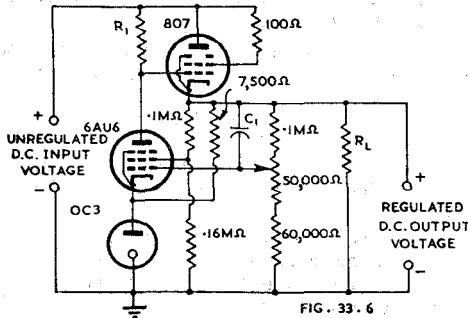 R1
807
100Ω
7,500Ω
+
6AU6
·1MΩ
C1
·1MΩ
UNREGULATED
D.C. INPUT
VOLTAGE
RL
+
50,000Ω
−
OC3
REGULATED
D.C. OUTPUT
VOLTAGE
·16MΩ
60,000Ω
−
FIG. 33.6